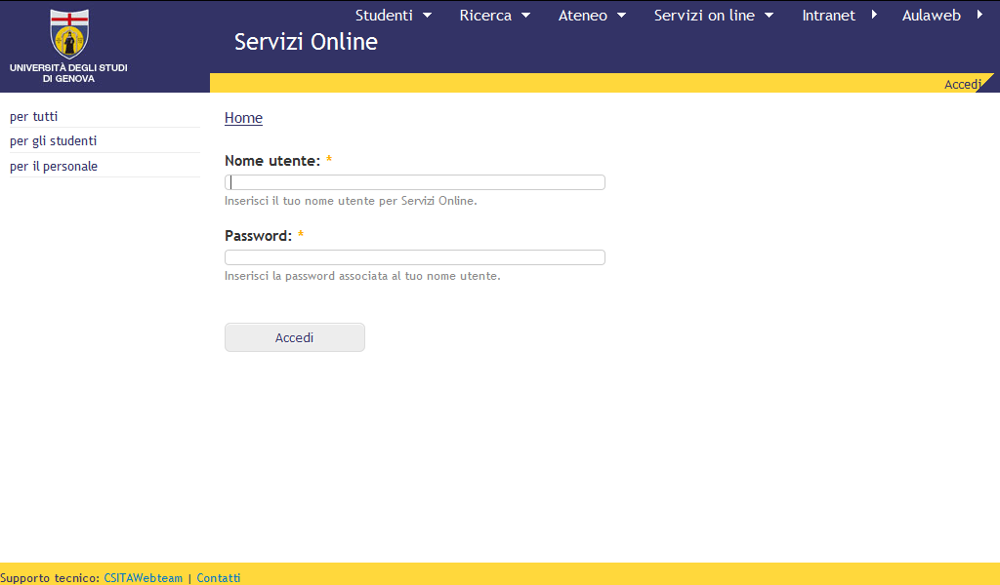 Studenti Ricerca Ateneo Servizi on line Intranet Aulaweb
Servizi Online
UNIVERSITÀ DEGLI STUDI
DI GENOVA
Accedi
per tutti
per gli studenti
per il personale
Home
Nome utente: *
Inserisci il tuo nome utente per Servizi Online.
Password: *
Inserisci la password associata al tuo nome utente.
Accedi
Supporto tecnico: CSITAWebteam | Contatti